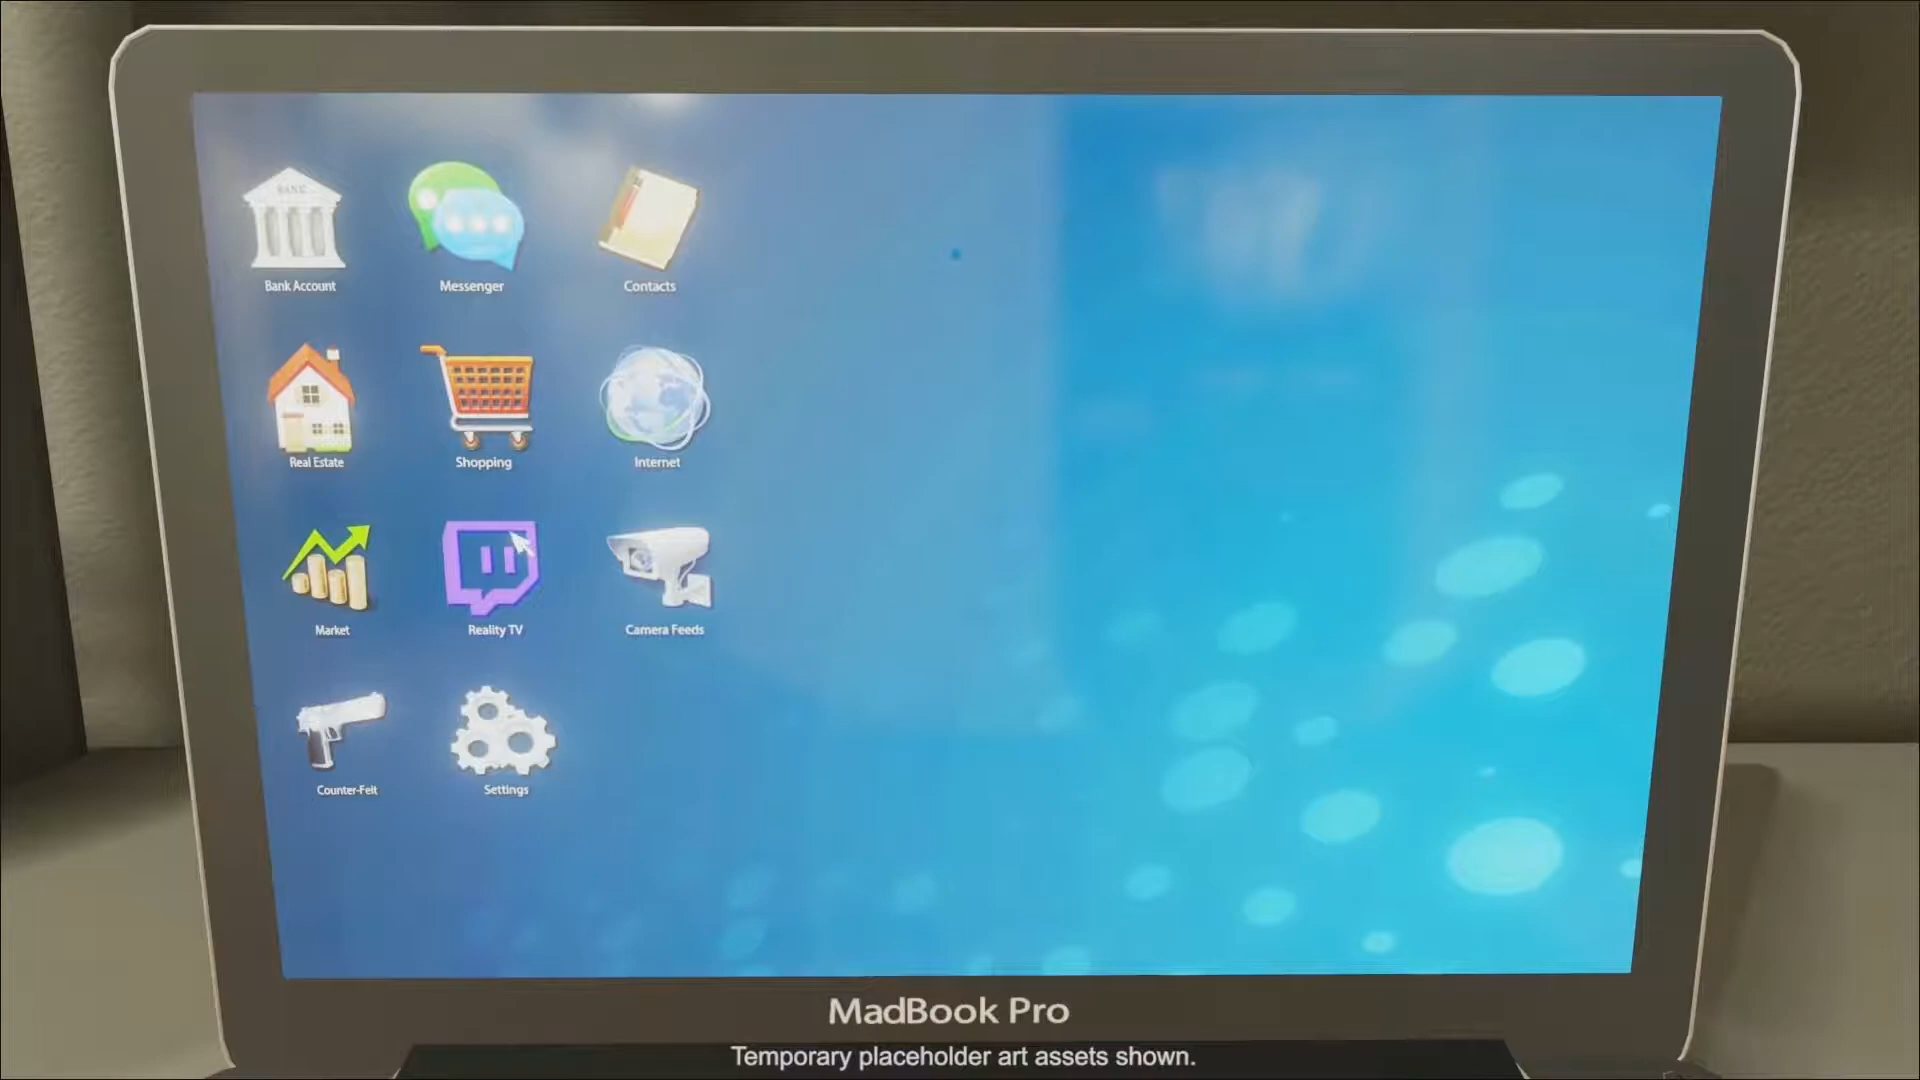 BANK
Bank Account
Messenger
Contacts
Real Estate
Shopping
Internet
Market
Reality TV
Camera Feeds
Counter-Feit
Settings
MadBook Pro
Temporary placeholder art assets shown.